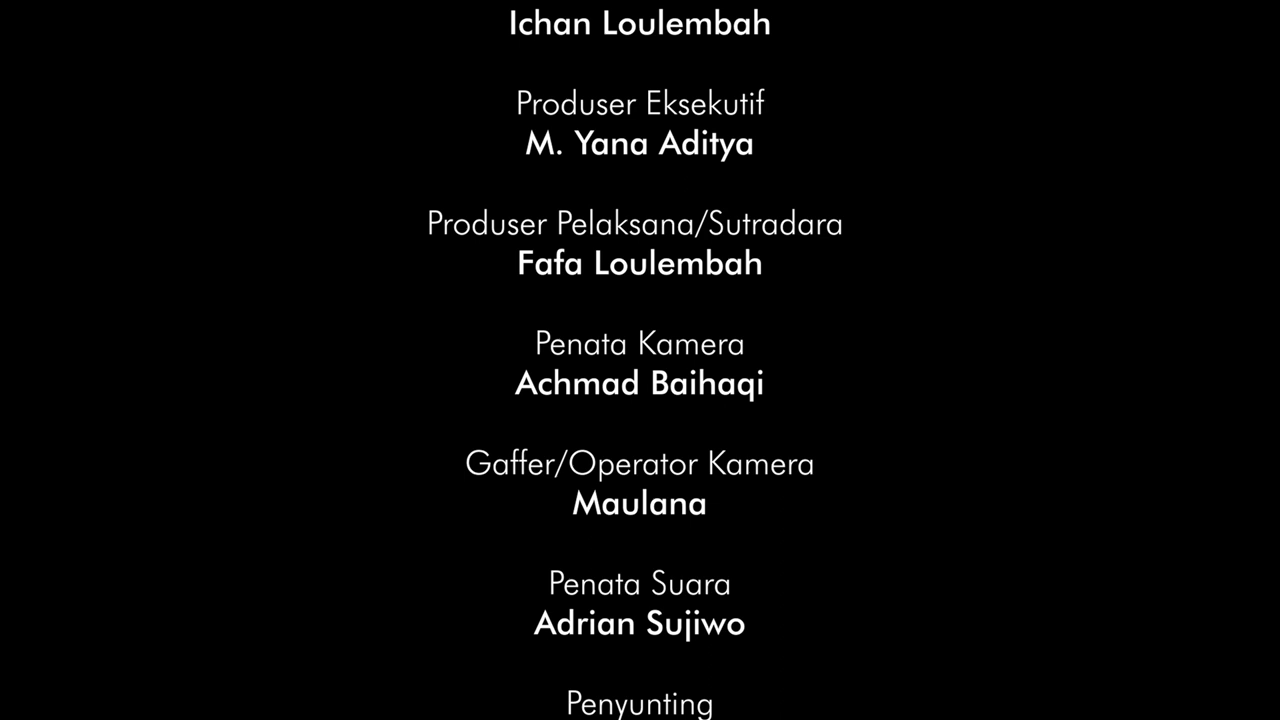 Ichan Loulembah
Produser Eksekutif
M. Yana Aditya
Produser Pelaksana/Sutradara
Fafa Loulembah
Penata Kamera
Achmad Baihaqi
Gaffer/Operator Kamera
Maulana
Penata Suara
Adrian Sujiwo
Penyunting